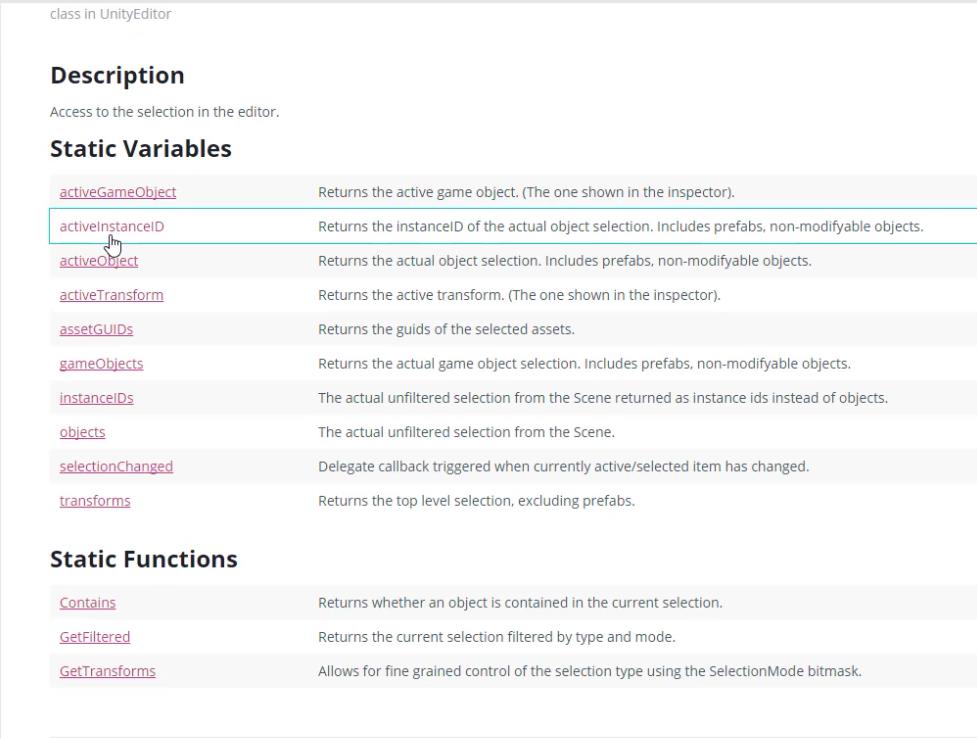 class in UnityEditor
Description
Access to the selection in the editor.
Static Variables
activeGameObject Returns the active game object. (The one shown in the inspector).
activeInstanceID Returns the instanceID of the actual object selection. Includes prefabs, non-modifyable objects.
activeObject Returns the actual object selection. Includes prefabs, non-modifyable objects.
activeTransform Returns the active transform. (The one shown in the inspector).
assetGUIDs Returns the guids of the selected assets.
gameObjects Returns the actual game object selection. Includes prefabs, non-modifyable objects.
instanceIDs The actual unfiltered selection from the Scene returned as instance ids instead of objects.
objects The actual unfiltered selection from the Scene.
selectionChanged Delegate callback triggered when currently active/selected item has changed.
transforms Returns the top level selection, excluding prefabs.
Static Functions
Contains Returns whether an object is contained in the current selection.
GetFiltered Returns the current selection filtered by type and mode.
GetTransforms Allows for fine grained control of the selection type using the SelectionMode bitmask.